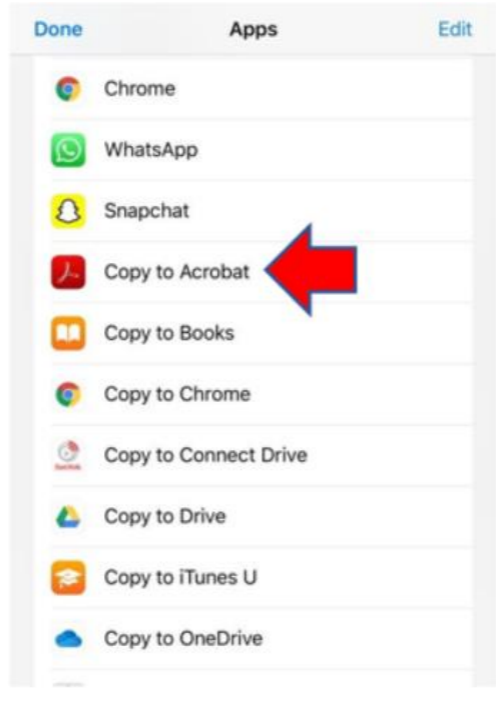 Done Apps Edit
Chrome
WhatsApp
Snapchat
Copy to Acrobat
Copy to Books
Copy to Chrome
Copy to Connect Drive
Copy to Drive
Copy to iTunes U
Copy to OneDrive